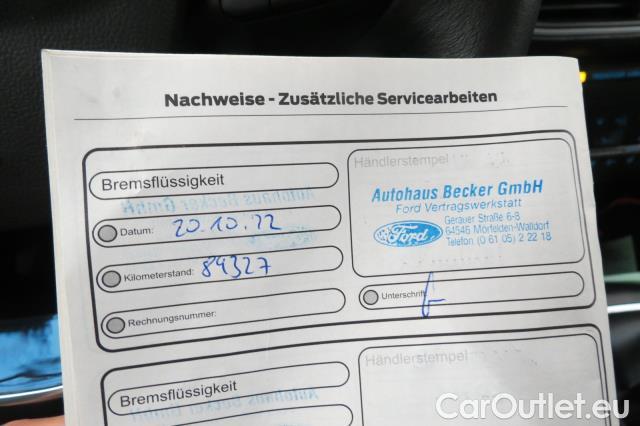 Nachweise - Zusätzliche Servicearbeiten
Bremsflüssigkeit
Händlerstempel
Autohaus Becker GmbH
Ford Vertragswerkstatt
Gerauer Straße 6-8
64546 Mörfelden-Walldorf
Telefon (0 61 05) 2 22 18
Ford
Datum: 20.10.22
Kilometerstand: 89327
Unterschrift:
Rechnungsnummer:
Händlerstempel
Bremsflüssigkeit
CarOutlet.eu